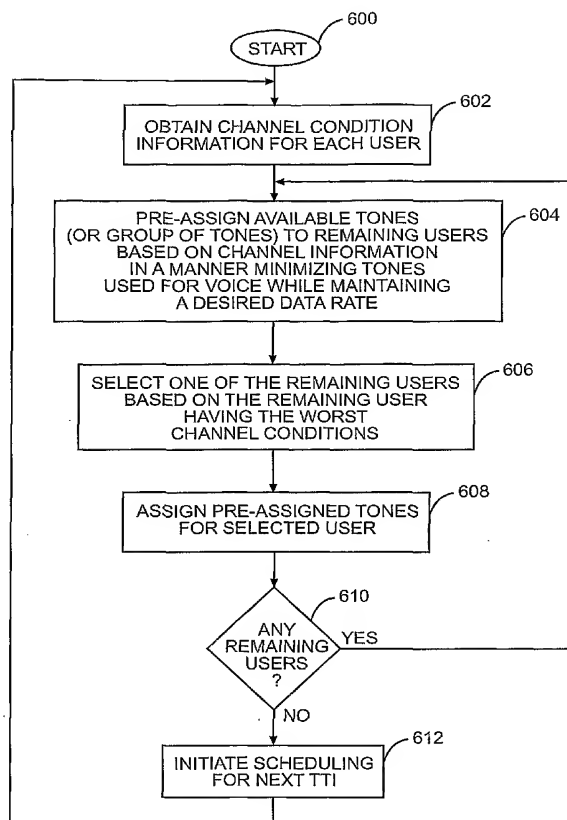 600
START
602
OBTAIN CHANNEL CONDITION
INFORMATION FOR EACH USER
604
PRE-ASSIGN AVAILABLE TONES
(OR GROUP OF TONES) TO REMAINING USERS
BASED ON CHANNEL INFORMATION
IN A MANNER MINIMIZING TONES
USED FOR VOICE WHILE MAINTAINING
A DESIRED DATA RATE
606
SELECT ONE OF THE REMAINING USERS
BASED ON THE REMAINING USER
HAVING THE WORST
CHANNEL CONDITIONS
608
ASSIGN PRE-ASSIGNED TONES
FOR SELECTED USER
610
ANY
REMAINING
USERS
?
YES
NO
612
INITIATE SCHEDULING
FOR NEXT TTI